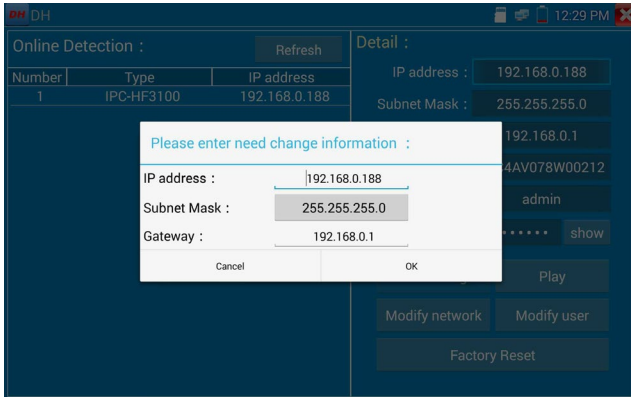 DH DH 12:29 PM
Online Detection :
Refresh
Number Type IP address
1 IPC-HF3100 192.168.0.188
Detail :
IP address : 192.168.0.188
Subnet Mask : 255.255.255.0
192.168.0.1
4AV078W00212
admin
show
Play
Modify network Modify user
Factory Reset
Please enter need change information :
IP address : 192.168.0.188
Subnet Mask : 255.255.255.0
Gateway : 192.168.0.1
Cancel OK